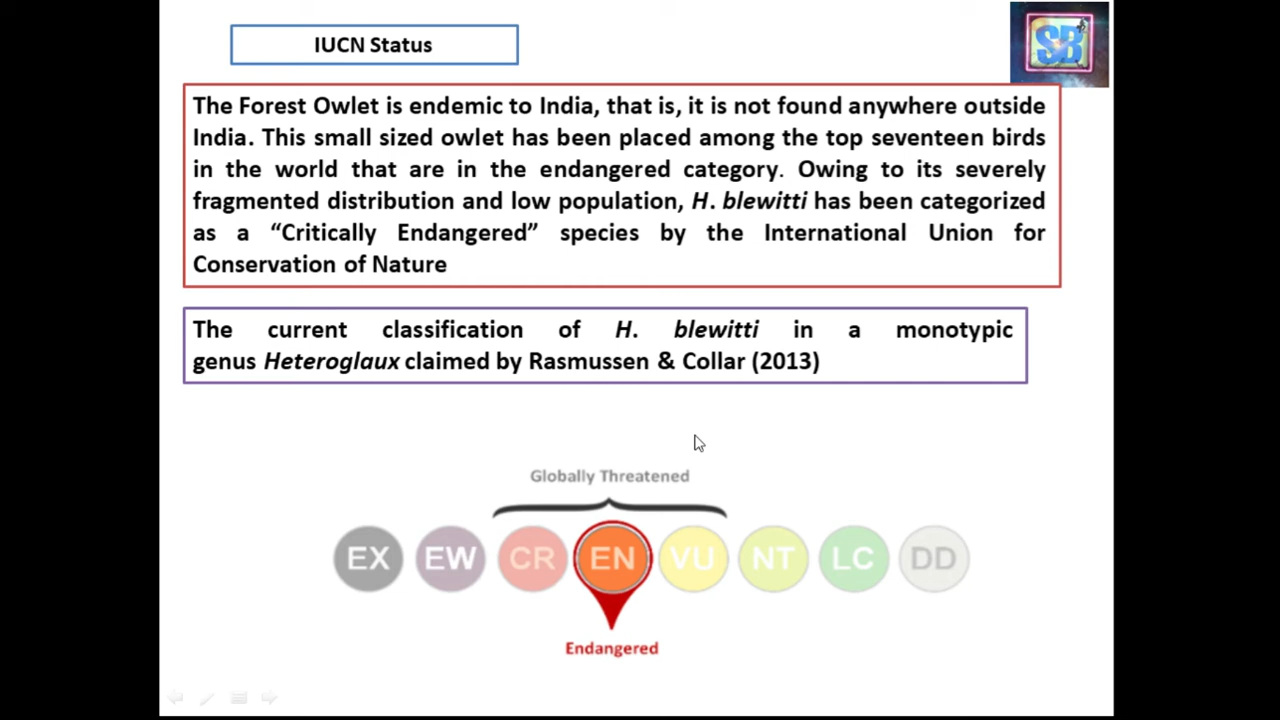 IUCN Status
SB
The Forest Owlet is endemic to India, that is, it is not found anywhere outside
India. This small sized owlet has been placed among the top seventeen birds
in the world that are in the endangered category. Owing to its severely
fragmented distribution and low population, H. blewitti has been categorized
as a “Critically Endangered” species by the International Union for
Conservation of Nature
The current classification of H. blewitti in a monotypic
genus Heteroglaux claimed by Rasmussen & Collar (2013)
Globally Threatened
EX EW CR EN VU NT LC DD
Endangered